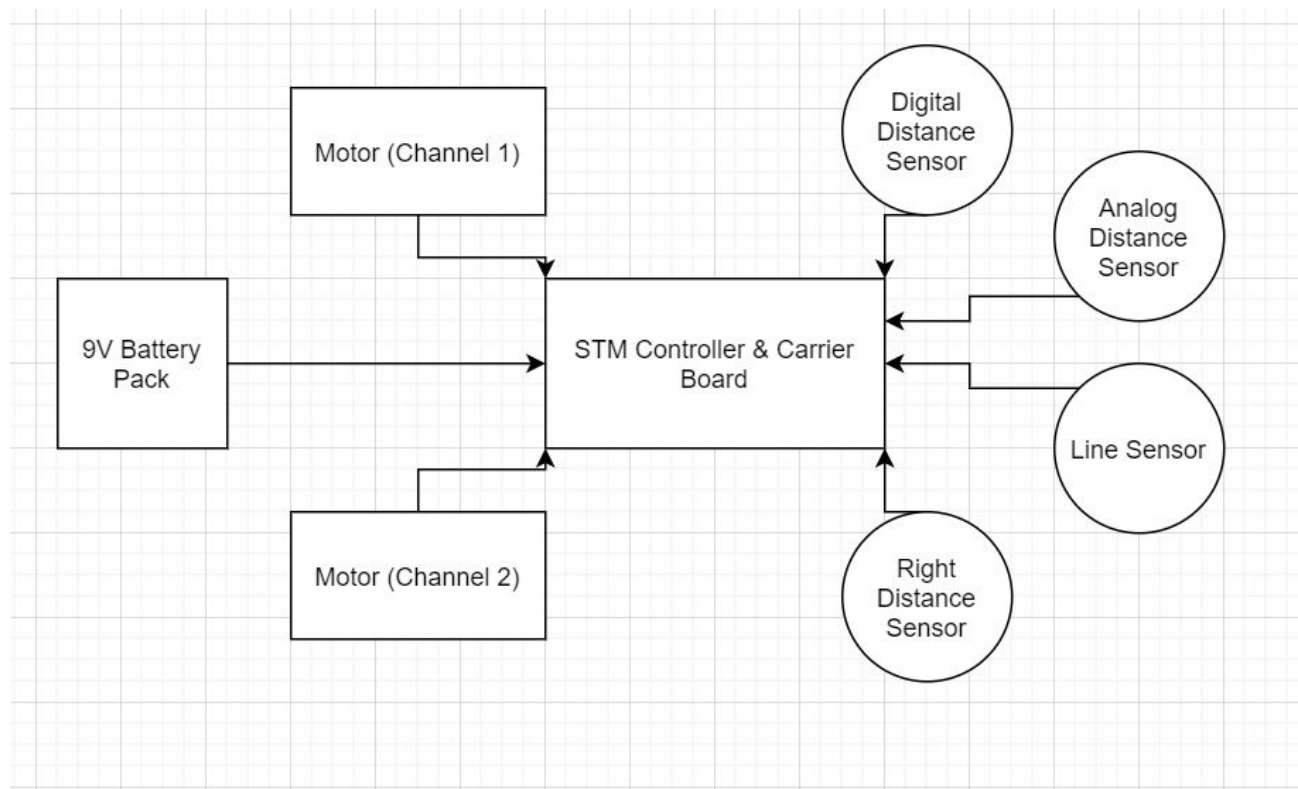 Motor (Channel 1)
Digital
Distance
Sensor
Analog
Distance
Sensor
9V Battery
Pack
STM Controller & Carrier
Board
Line Sensor
Motor (Channel 2)
Right
Distance
Sensor